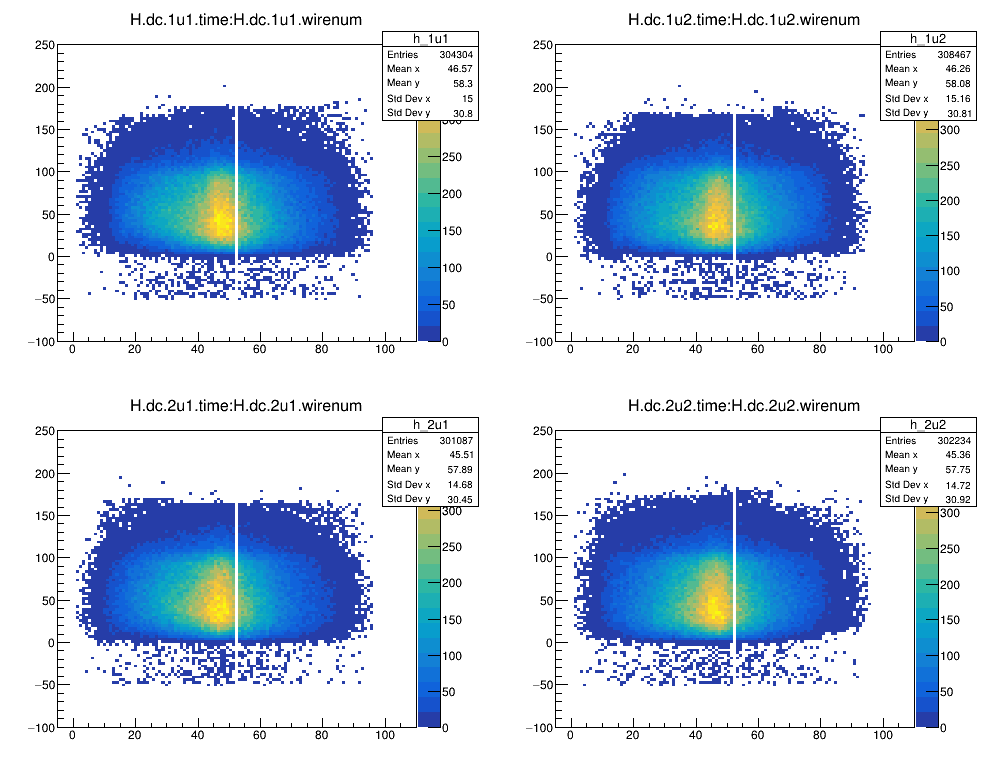 H.dc.1u1.time:H.dc.1u1.wirenum
h_1u1
Entries 304304
Mean x 46.57
Mean y 58.3
Std Dev x 15
Std Dev y 30.8
250
200
150
100
50
0
−50
−100
0 20 40 60 80 100
300
250
200
150
100
50
0
H.dc.1u2.time:H.dc.1u2.wirenum
h_1u2
Entries 308467
Mean x 46.26
Mean y 58.08
Std Dev x 15.16
Std Dev y 30.81
250
200
150
100
50
0
−50
−100
0 20 40 60 80 100
300
250
200
150
100
50
0
H.dc.2u1.time:H.dc.2u1.wirenum
h_2u1
Entries 301087
Mean x 45.51
Mean y 57.89
Std Dev x 14.68
Std Dev y 30.45
250
200
150
100
50
0
−50
−100
0 20 40 60 80 100
300
250
200
150
100
50
0
H.dc.2u2.time:H.dc.2u2.wirenum
h_2u2
Entries 302234
Mean x 45.36
Mean y 57.75
Std Dev x 14.72
Std Dev y 30.92
250
200
150
100
50
0
−50
−100
0 20 40 60 80 100
300
250
200
150
100
50
0